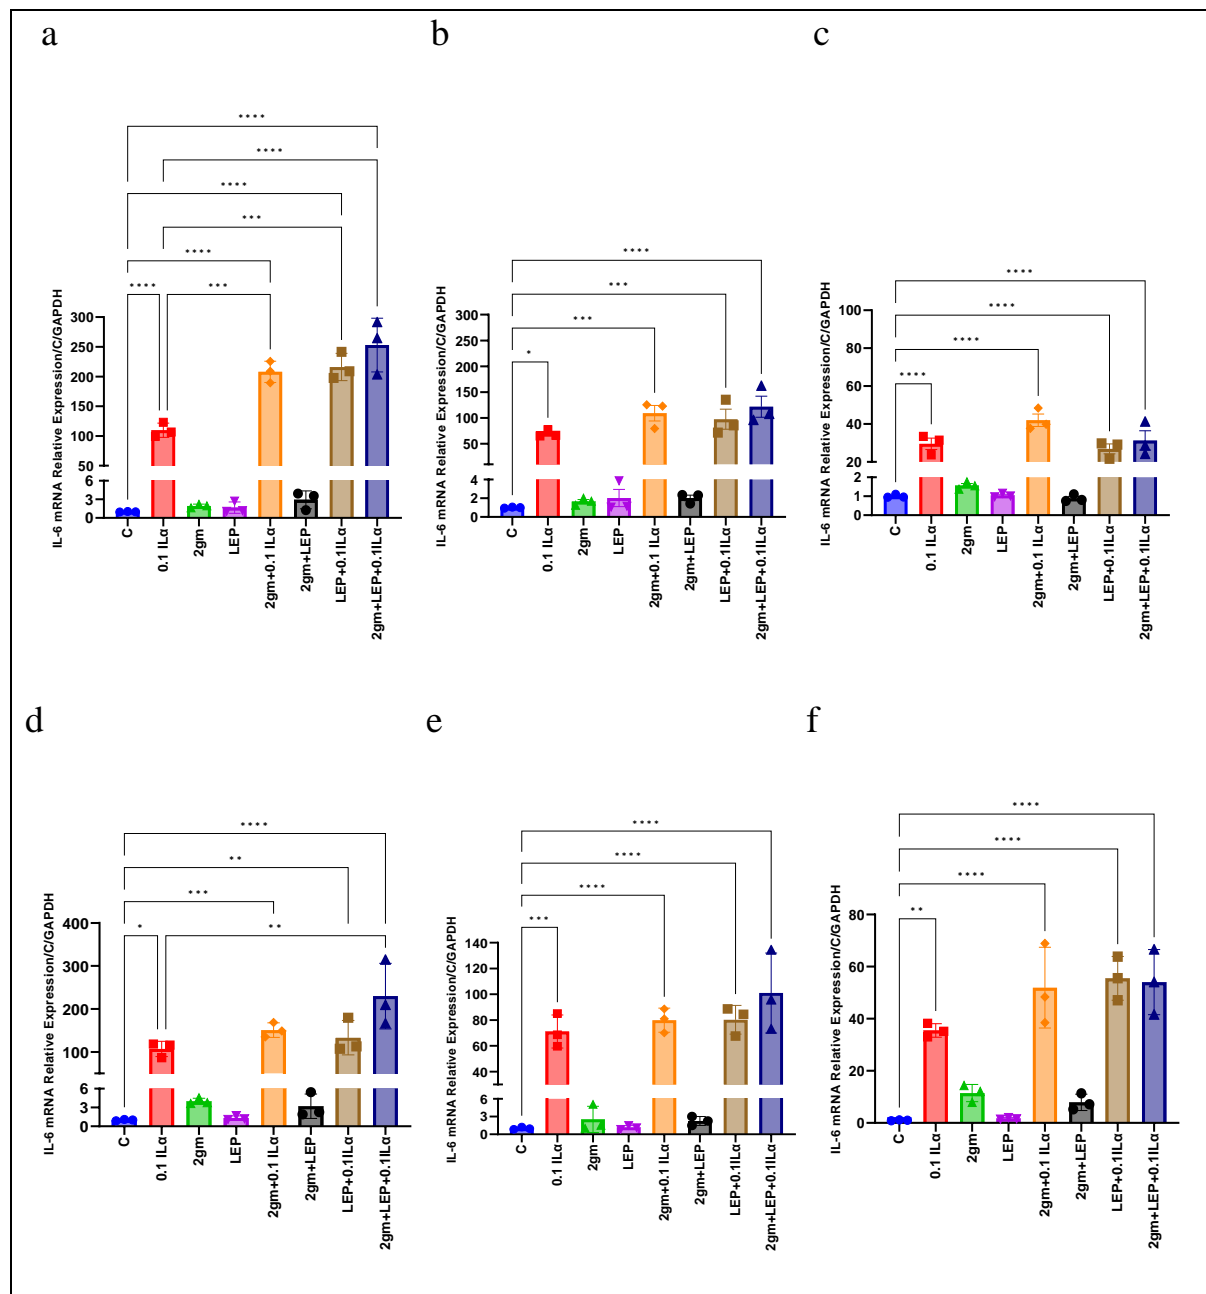 a
b
c
****
****
****
***
****
****
***
IL-6 mRNA Relative Expression/C/GAPDH
300
250
200
150
100
50
6
3
0
C
0.1 ILα
2gm
LEP
2gm+0.1 ILα
2gm+LEP
LEP+0.1ILα
2gm+LEP+0.1ILα
****
***
***
*
IL-6 mRNA Relative Expression/C/GAPDH
300
250
200
150
100
50
4
2
0
C
0.1 ILα
2gm
LEP
2gm+0.1 ILα
2gm+LEP
LEP+0.1ILα
2gm+LEP+0.1ILα
****
****
****
****
IL-6 mRNA Relative Expression/C/GAPDH
100
80
60
40
20
2
1
0
C
0.1 ILα
2gm
LEP
2gm+0.1 ILα
2gm+LEP
LEP+0.1ILα
2gm+LEP+0.1ILα
d
e
f
****
**
***
*
**
IL-6 mRNA Relative Expression/C/GAPDH
400
300
200
100
6
3
0
C
0.1 ILα
2gm
LEP
2gm+0.1 ILα
2gm+LEP
LEP+0.1ILα
2gm+LEP+0.1ILα
****
****
****
***
IL-6 mRNA Relative Expression/C/GAPDH
140
120
100
80
60
40
6
3
0
C
0.1 ILα
2gm
LEP
2gm+0.1 ILα
2gm+LEP
LEP+0.1ILα
2gm+LEP+0.1ILα
****
****
****
**
IL-6 mRNA Relative Expression/C/GAPDH
80
60
40
20
0
C
0.1 ILα
2gm
LEP
2gm+0.1 ILα
2gm+LEP
LEP+0.1ILα
2gm+LEP+0.1ILα